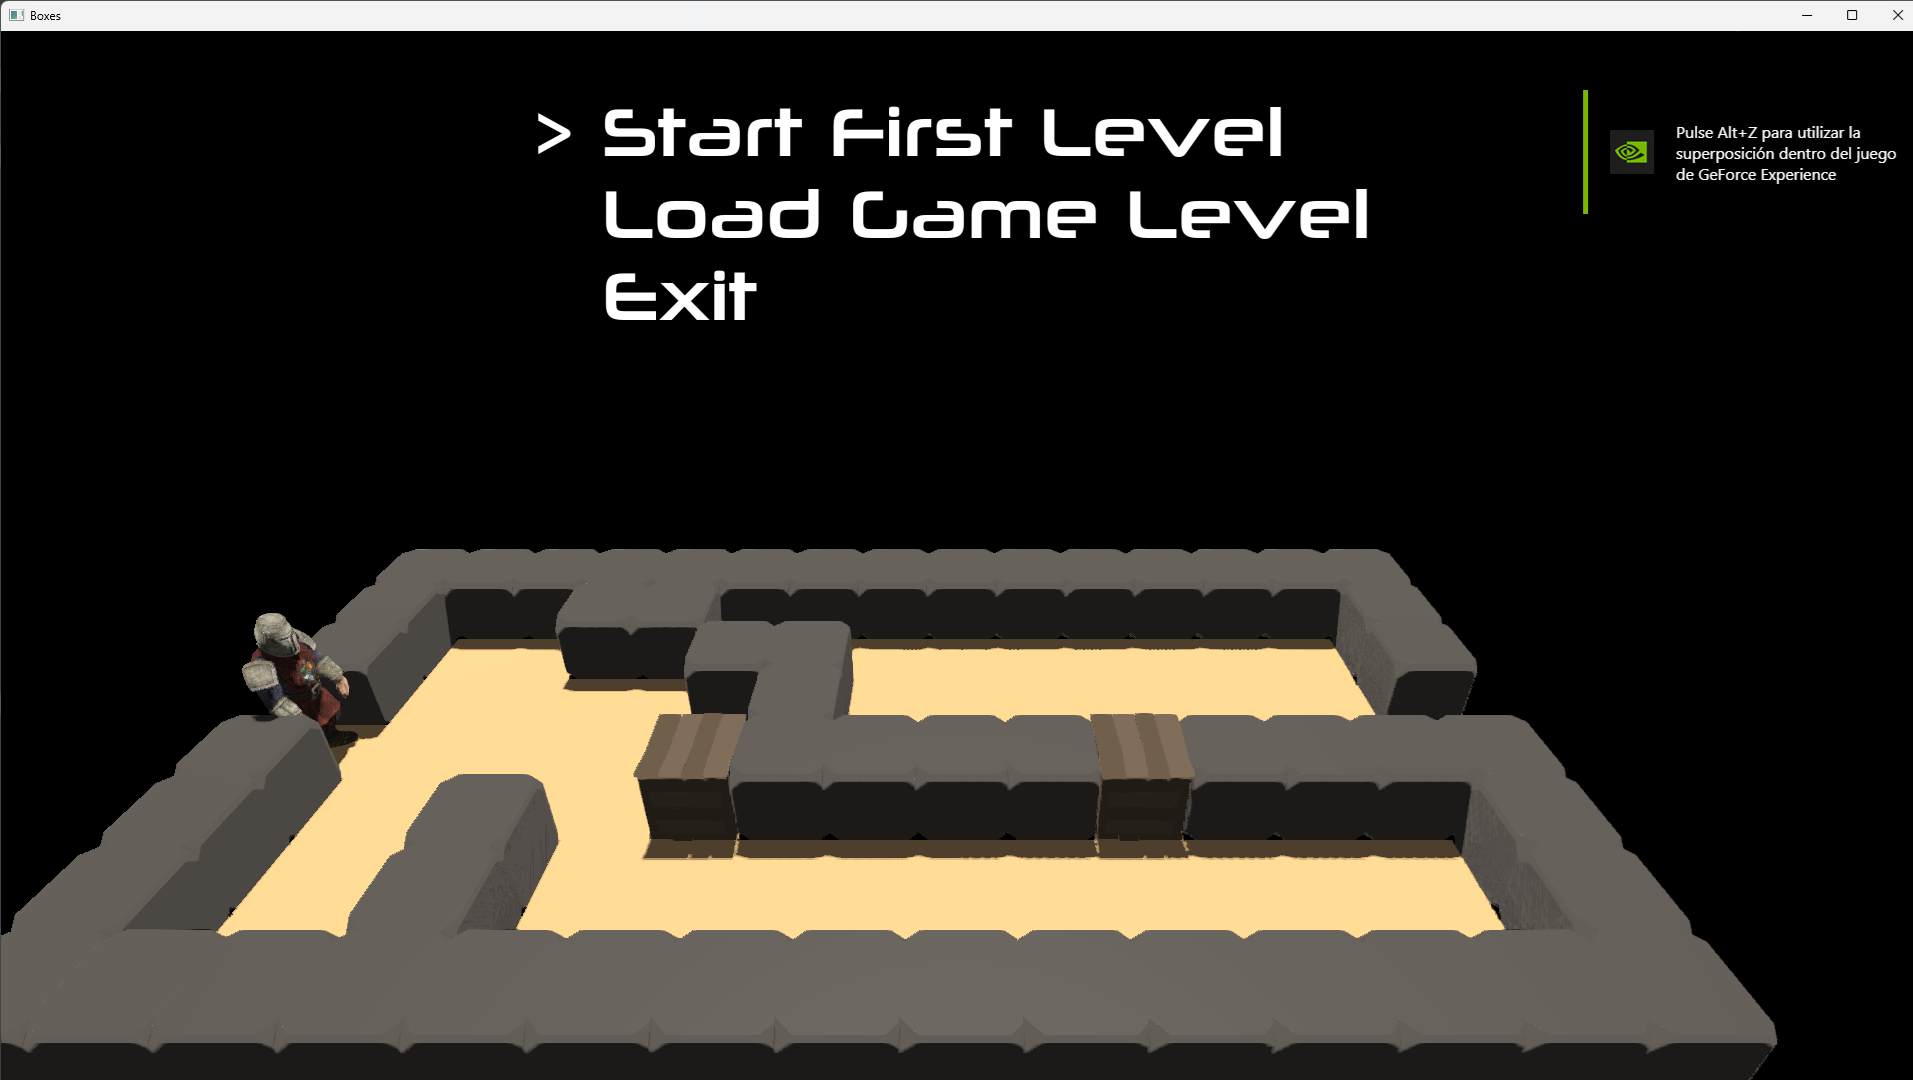 Boxes
> Start First Level
Load Game Level
Exit
Pulse Alt+Z para utilizar la
superposición dentro del juego
de GeForce Experience